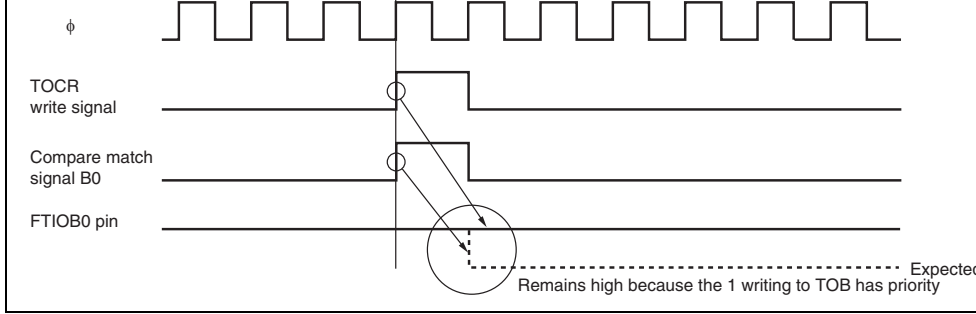 ϕ
TOCR
write signal
Compare match
signal B0
FTIOB0 pin
Expected
Remains high because the 1 writing to TOB has priority